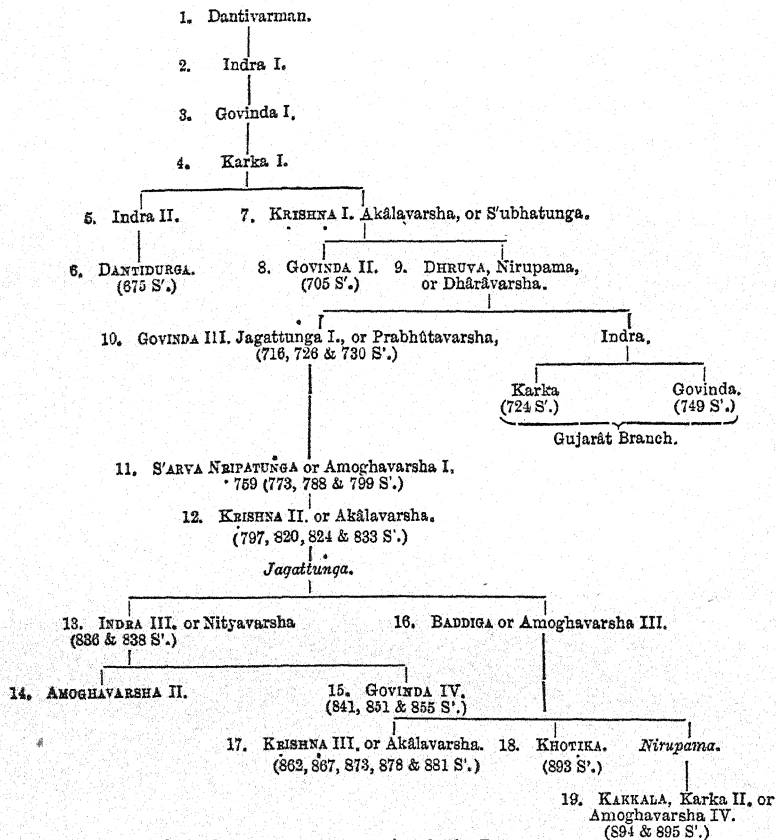 1. Dantivarman.
2. Indra I.
3. Govinda I.
4. Karka I.
5. Indra II. 7. KRISHNA I. Akâlavarsha, or S'ubhatunga.
6. DANTIDURGA. 8. GOVINDA II. 9. DHRUVA, Nirupama,
(675 S'.) (705 S'.) or Dhârâvarsha.
10. GOVINDA III. Jagattunga I., or Prabhûtavarsha, Indra.
(716, 726 & 730 S'.)
Karka Govinda.
(724 S'.) (749 S'.)
Gujarât Branch.
11. S'ARVA NRIPATUNGA or Amoghavarsha I,
759 (773, 788 & 799 S'.)
12. KRISHNA II. or Akâlavarsha.
(797, 820, 824 & 833 S'.)
Jagattunga.
13. INDRA III. or Nityavarsha 16. BADDIGA or Amoghavarsha III.
(836 & 838 S'.)
14. AMOGHAVARSHA II. 15. GOVINDA IV.
(841, 851 & 855 S'.)
17. KRISHNA III. or Akâlavarsha. 18. KHOTIKA. Nirupama.
(862, 867, 873, 878 & 881 S'.) (893 S'.)
19. KAKKALA, Karka II. or
Amoghavarsha IV.
(894 & 895 S'.)